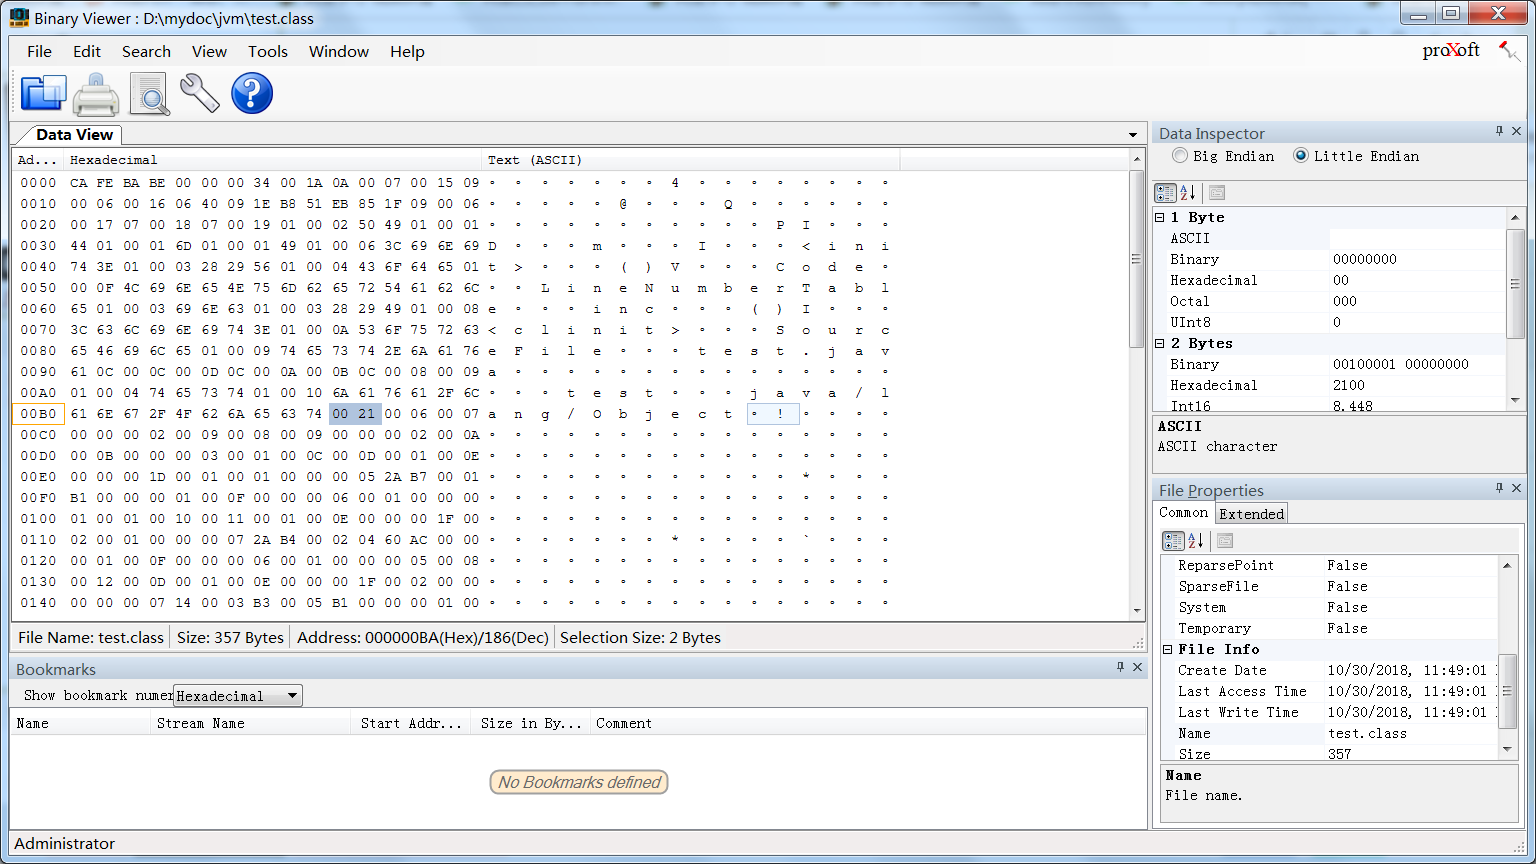 Binary Viewer : D:\mydoc\jvm\test.class
File Edit Search View Tools Window Help
proXsoft
Data View
Ad... Hexadecimal Text (ASCII)
0000 CA FE BA BE 00 00 00 34 00 1A 0A 00 07 00 15 09 ∘ ∘ ∘ ∘ ∘ ∘ ∘ 4 ∘ ∘ ∘ ∘ ∘ ∘ ∘ ∘
0010 00 06 00 16 06 40 09 1E B8 51 EB 85 1F 09 00 06 ∘ ∘ ∘ ∘ ∘ @ ∘ ∘ ∘ Q ∘ ∘ ∘ ∘ ∘ ∘
0020 00 17 07 00 18 07 00 19 01 00 02 50 49 01 00 01 ∘ ∘ ∘ ∘ ∘ ∘ ∘ ∘ ∘ ∘ ∘ P I ∘ ∘ ∘
0030 44 01 00 01 6D 01 00 01 49 01 00 06 3C 69 6E 69 D ∘ ∘ ∘ m ∘ ∘ ∘ I ∘ ∘ ∘ < i n i
0040 74 3E 01 00 03 28 29 56 01 00 04 43 6F 64 65 01 t > ∘ ∘ ∘ ( ) V ∘ ∘ ∘ C o d e ∘
0050 00 0F 4C 69 6E 65 4E 75 6D 62 65 72 54 61 62 6C ∘ ∘ L i n e N u m b e r T a b l
0060 65 01 00 03 69 6E 63 01 00 03 28 29 49 01 00 08 e ∘ ∘ ∘ i n c ∘ ∘ ∘ ( ) I ∘ ∘ ∘
0070 3C 63 6C 69 6E 69 74 3E 01 00 0A 53 6F 75 72 63 < c l i n i t > ∘ ∘ ∘ S o u r c
0080 65 46 69 6C 65 01 00 09 74 65 73 74 2E 6A 61 76 e F i l e ∘ ∘ ∘ t e s t . j a v
0090 61 0C 00 0C 00 0D 0C 00 0A 00 0B 0C 00 08 00 09 a ∘ ∘ ∘ ∘ ∘ ∘ ∘ ∘ ∘ ∘ ∘ ∘ ∘ ∘ ∘
00A0 01 00 04 74 65 73 74 01 00 10 6A 61 76 61 2F 6C ∘ ∘ ∘ t e s t ∘ ∘ ∘ j a v a / l
00B0 61 6E 67 2F 4F 62 6A 65 63 74 00 21 00 06 00 07 a n g / O b j e c t ∘ ! ∘ ∘ ∘ ∘
00C0 00 00 00 02 00 09 00 08 00 09 00 00 00 02 00 0A ∘ ∘ ∘ ∘ ∘ ∘ ∘ ∘ ∘ ∘ ∘ ∘ ∘ ∘ ∘ ∘
00D0 00 0B 00 00 00 03 00 01 00 0C 00 0D 00 01 00 0E ∘ ∘ ∘ ∘ ∘ ∘ ∘ ∘ ∘ ∘ ∘ ∘ ∘ ∘ ∘ ∘
00E0 00 00 00 1D 00 01 00 01 00 00 00 05 2A B7 00 01 ∘ ∘ ∘ ∘ ∘ ∘ ∘ ∘ ∘ ∘ ∘ ∘ * ∘ ∘ ∘
00F0 B1 00 00 00 01 00 0F 00 00 00 06 00 01 00 00 00 ∘ ∘ ∘ ∘ ∘ ∘ ∘ ∘ ∘ ∘ ∘ ∘ ∘ ∘ ∘ ∘
0100 01 00 01 00 10 00 11 00 01 00 0E 00 00 00 1F 00 ∘ ∘ ∘ ∘ ∘ ∘ ∘ ∘ ∘ ∘ ∘ ∘ ∘ ∘ ∘ ∘
0110 02 00 01 00 00 00 07 2A B4 00 02 04 60 AC 00 00 ∘ ∘ ∘ ∘ ∘ ∘ ∘ * ∘ ∘ ∘ ∘ ` ∘ ∘ ∘
0120 00 01 00 0F 00 00 00 06 00 01 00 00 00 05 00 08 ∘ ∘ ∘ ∘ ∘ ∘ ∘ ∘ ∘ ∘ ∘ ∘ ∘ ∘ ∘ ∘
0130 00 12 00 0D 00 01 00 0E 00 00 00 1F 00 02 00 00 ∘ ∘ ∘ ∘ ∘ ∘ ∘ ∘ ∘ ∘ ∘ ∘ ∘ ∘ ∘ ∘
0140 00 00 00 07 14 00 03 B3 00 05 B1 00 00 00 01 00 ∘ ∘ ∘ ∘ ∘ ∘ ∘ ∘ ∘ ∘ ∘ ∘ ∘ ∘ ∘ ∘
File Name: test.class Size: 357 Bytes Address: 000000BA(Hex)/186(Dec) Selection Size: 2 Bytes
Bookmarks
Show bookmark numer Hexadecimal
Name Stream Name Start Addr... Size in By... Comment
No Bookmarks defined
Data Inspector
Big Endian Little Endian
1 Byte
ASCII
Binary 00000000
Hexadecimal 00
Octal 000
UInt8 0
2 Bytes
Binary 00100001 00000000
Hexadecimal 2100
Int16 8.448
ASCII
ASCII character
File Properties
Common Extended
ReparsePoint False
SparseFile False
System False
Temporary False
File Info
Create Date 10/30/2018, 11:49:01
Last Access Time 10/30/2018, 11:49:01
Last Write Time 10/30/2018, 11:49:01
Name test.class
Size 357
Name
File name.
Administrator